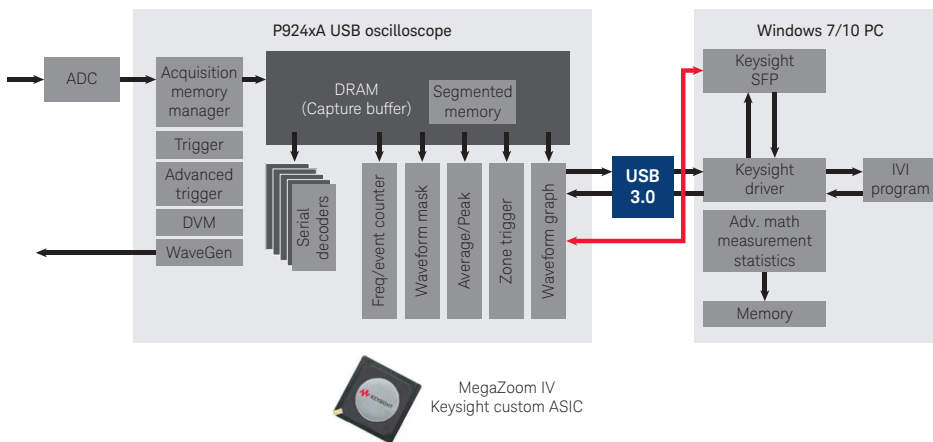 P924xA USB oscilloscope
Windows 7/10 PC
ADC
Acquisition
memory
manager
Trigger
Advanced
trigger
DVM
WaveGen
DRAM
(Capture buffer)
Segmented
memory
Serial
decoders
Freq/event counter
Waveform mask
Average/Peak
Zone trigger
Waveform graph
USB
3.0
Keysight
SFP
Keysight
driver
IVI
program
Adv. math
measurement
statistics
Memory
KEYSIGHT
MegaZoom IV
Keysight custom ASIC